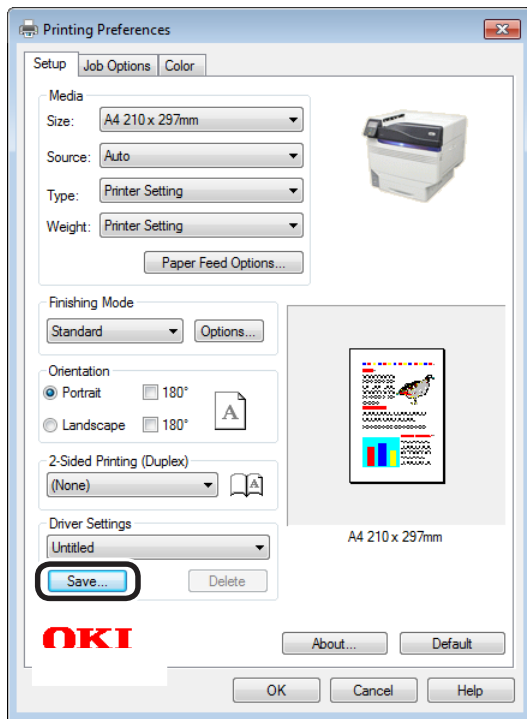 Printing Preferences
Setup Job Options Color
Media
Size: A4 210 x 297mm
Source: Auto
Type: Printer Setting
Weight: Printer Setting
Paper Feed Options...
Finishing Mode
Standard Options...
Orientation
Portrait 180°
A
Landscape 180°
2-Sided Printing (Duplex)
(None) A
Driver Settings
Untitled
A4 210 x 297mm
Save... Delete
OKI
About... Default
OK Cancel Help